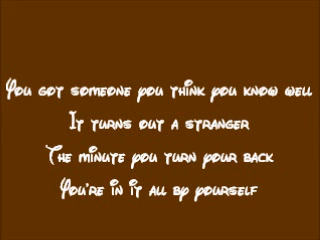 You got someone you think you know well
It turns out a stranger
The minute you turn your back
You're in it all by yourself